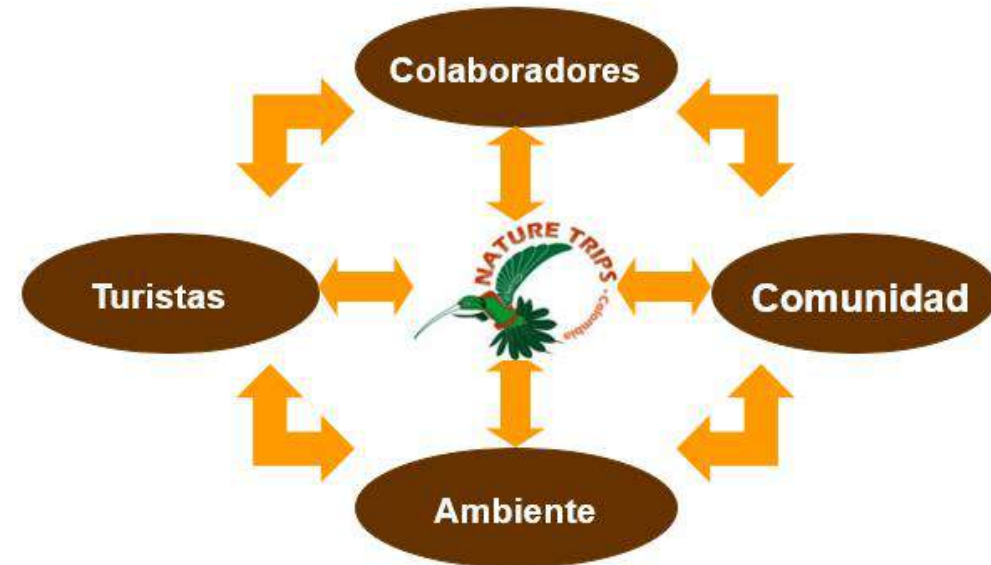 Colaboradores
NATURE TRIPS
Turistas
Comunidad
• Colombia
Ambiente